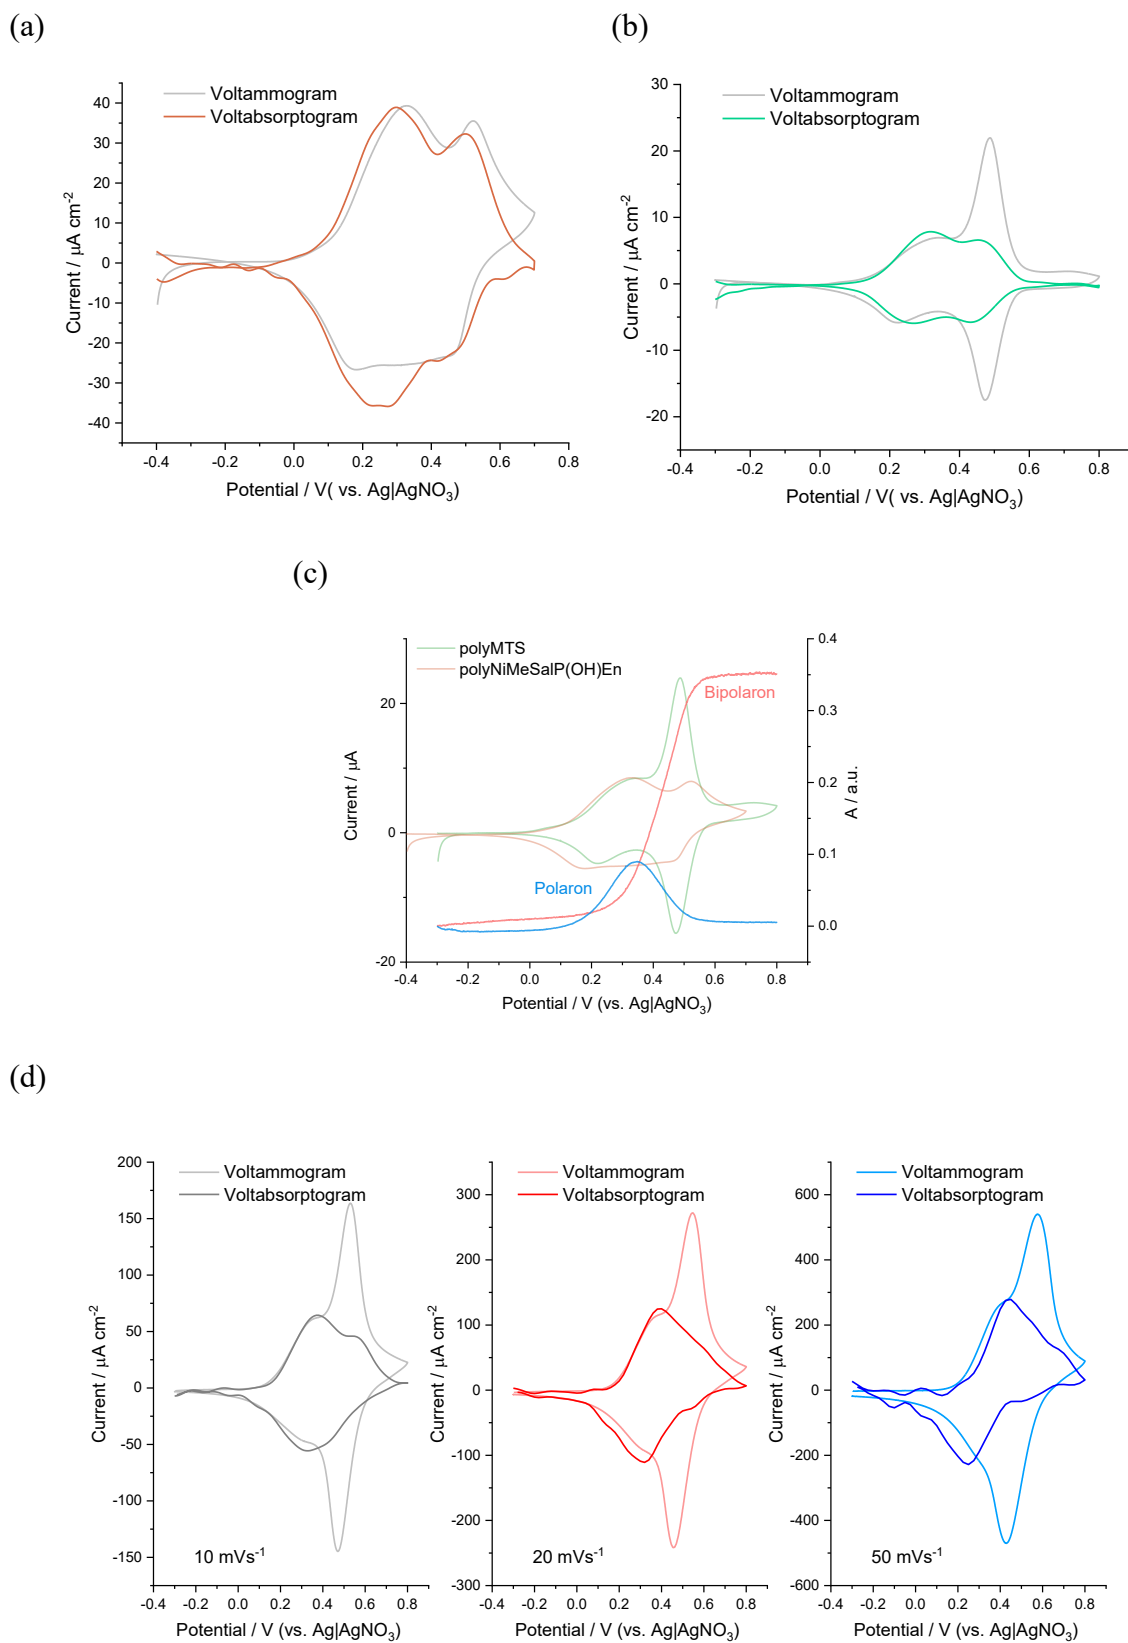 (a)
(b)
Voltammogram
Voltabsorptogram
Current / µA cm-2
40
30
20
10
0
-10
-20
-30
-40
-0.4 -0.2 0.0 0.2 0.4 0.6 0.8
Potential / V( vs. Ag|AgNO3)
Voltammogram
Voltabsorptogram
Current / µA cm-2
30
20
10
0
-10
-20
-0.4 -0.2 0.0 0.2 0.4 0.6 0.8
Potential / V( vs. Ag|AgNO3)
(c)
polyMTS
polyNiMeSalP(OH)En
Bipolaron
Polaron
Current / µA
20
0
-20
A / a.u.
0.4
0.3
0.2
0.1
0.0
-0.4 -0.2 0.0 0.2 0.4 0.6 0.8
Potential / V (vs. Ag|AgNO3)
(d)
Voltammogram
Voltabsorptogram
Current / µA cm-2
200
150
100
50
0
-50
-100
-150
10 mVs-1
-0.4 -0.2 0.0 0.2 0.4 0.6 0.8
Potential / V (vs. Ag|AgNO3)
Voltammogram
Voltabsorptogram
Current / µA cm-2
300
200
100
0
-100
-200
-300
20 mVs-1
-0.4 -0.2 0.0 0.2 0.4 0.6 0.8
Potential / V (vs. Ag|AgNO3)
Voltammogram
Voltabsorptogram
Current / µA cm-2
600
400
200
0
-200
-400
-600
50 mVs-1
-0.4 -0.2 0.0 0.2 0.4 0.6 0.8
Potential / V (vs. Ag|AgNO3)